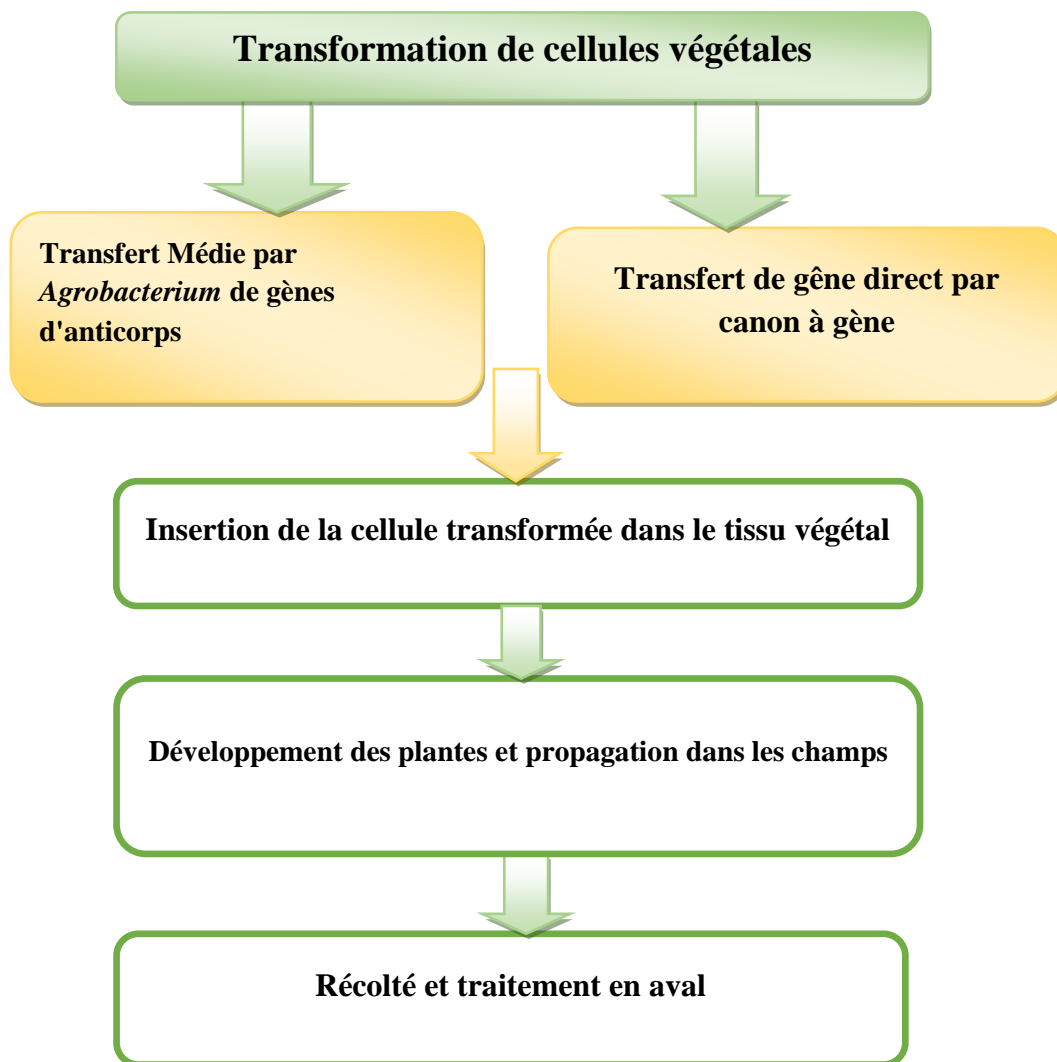 Transformation de cellules végétales
Transfert Médie par
Agrobacterium de gènes
d'anticorps
Transfert de gêne direct par
canon à gène
Insertion de la cellule transformée dans le tissu végétal
Développement des plantes et propagation dans les champs
Récolté et traitement en aval